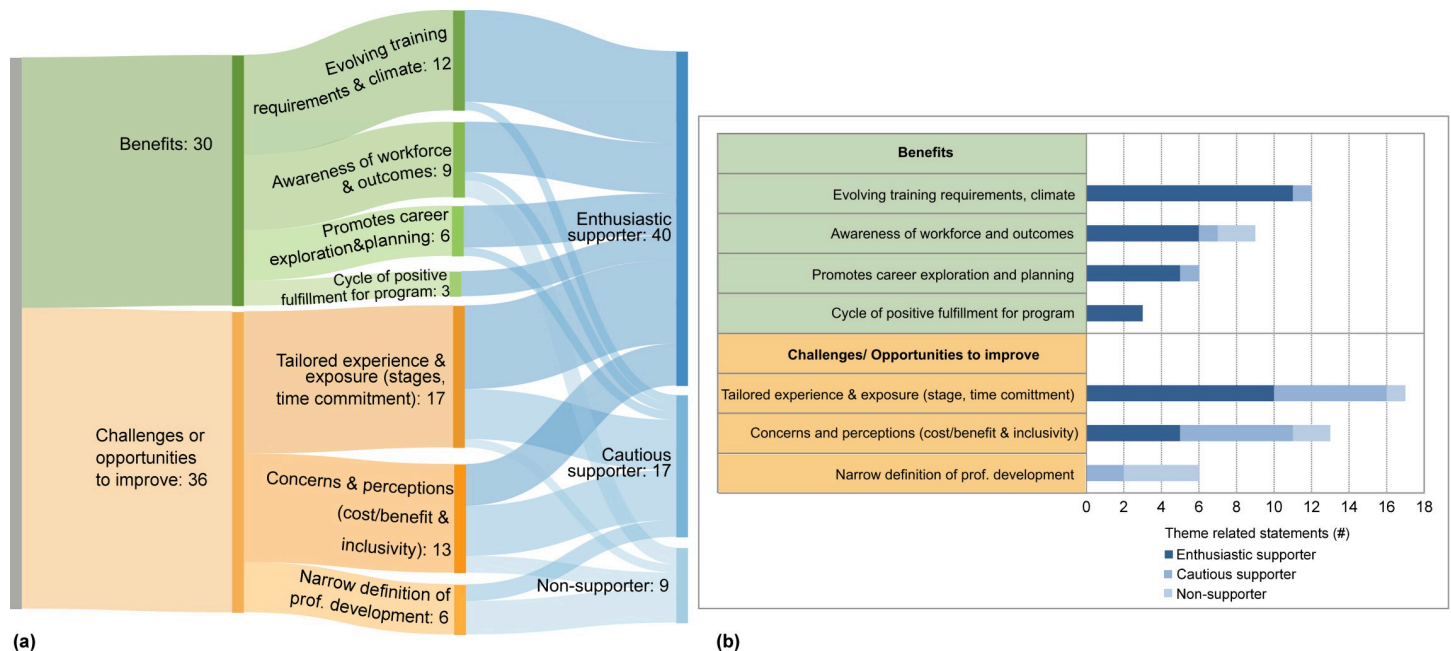 Benefits: 30
Challenges or
opportunities
to improve: 36
Evolving training
requirements & climate: 12
Awareness of workforce
& outcomes: 9
Promotes career
exploration&planning: 6
Cycle of positive
fulfillment for program: 3
Tailored experience &
exposure (stages,
time commitment): 17
Concerns & perceptions
(cost/benefit &
inclusivity): 13
Narrow definition of
prof. development: 6
Enthusiastic
supporter: 40
Cautious
supporter: 17
Non-supporter: 9
(a)
Benefits
Evolving training requirements, climate
Awareness of workforce and outcomes
Promotes career exploration and planning
Cycle of positive fulfillment for program
Challenges/ Opportunities to improve
Tailored experience & exposure (stage, time comittment)
Concerns and perceptions (cost/benefit & inclusivity)
Narrow definition of prof. development
0 2 4 6 8 10 12 14 16 18
Theme related statements (#)
Enthusiastic supporter
Cautious supporter
Non-supporter
(b)